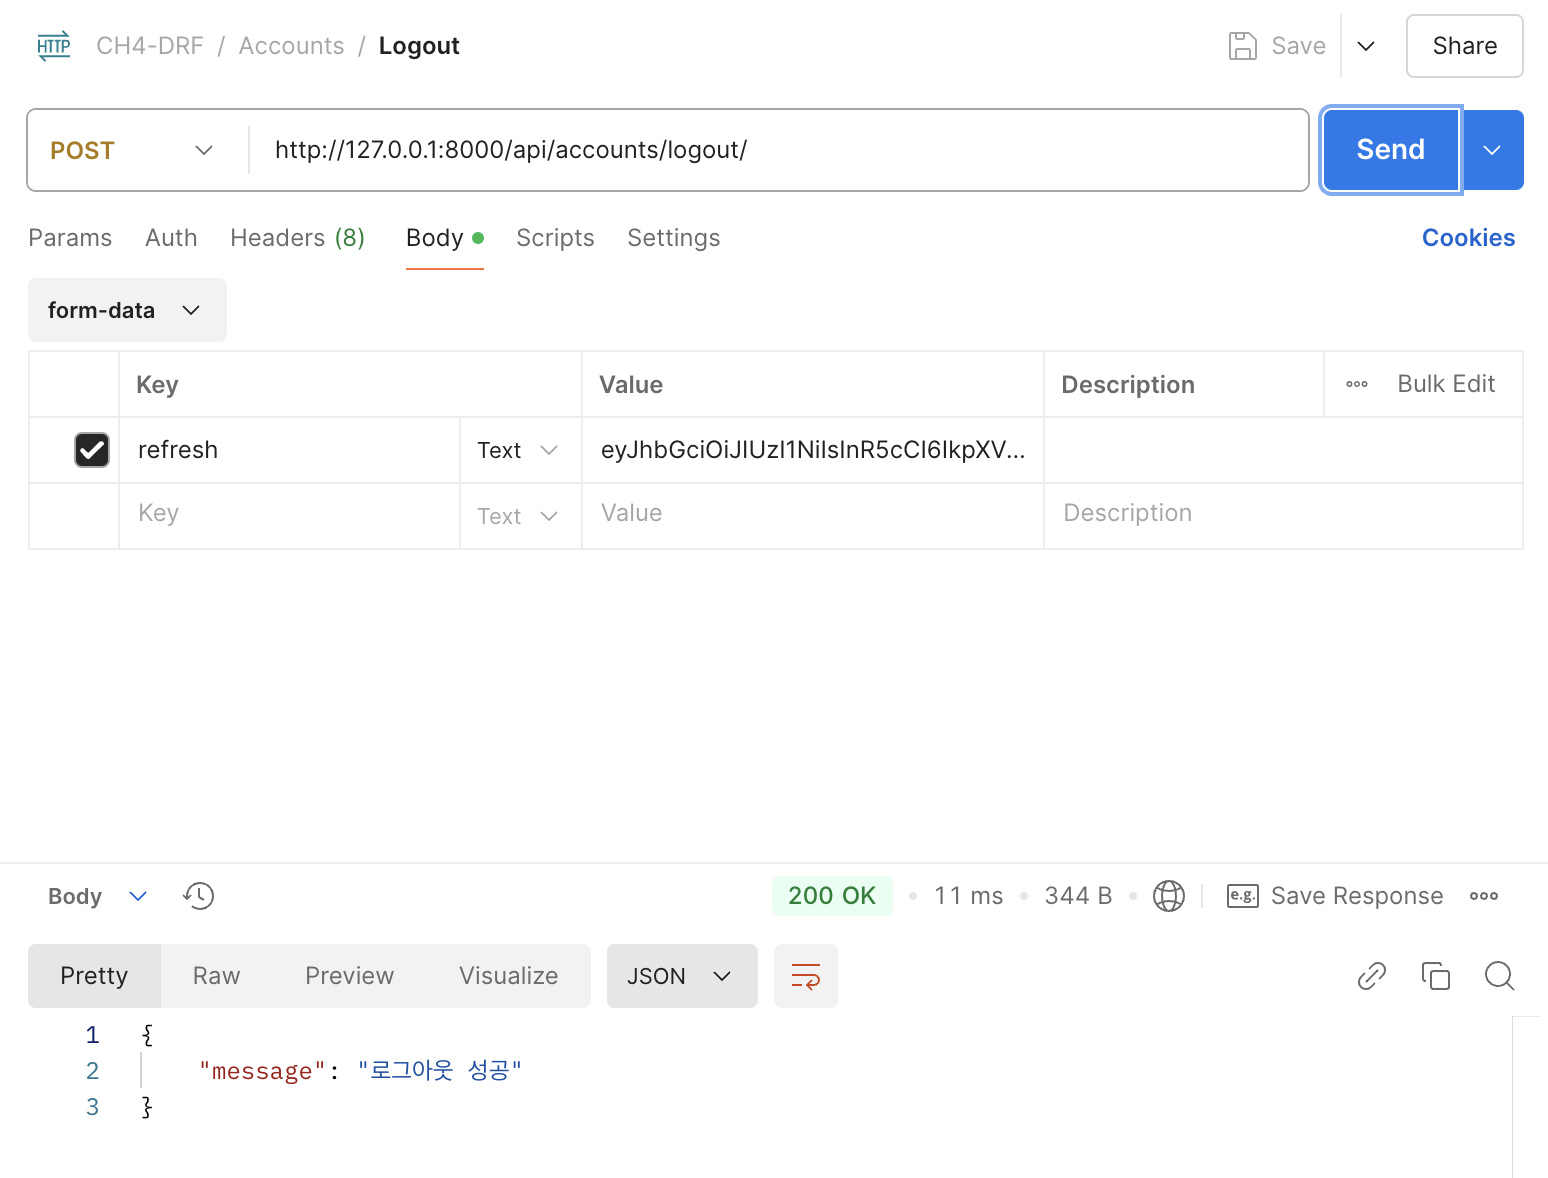 HTTP CH4-DRF / Accounts / Logout Save Share
POST http://127.0.0.1:8000/api/accounts/logout/ Send
Params Auth Headers (8) Body Scripts Settings Cookies
form-data
Key Value Description Bulk Edit
refresh Text eyJhbGciOiJIUzI1NiIsInR5cCI6IkpXV...
Key Text Value Description
Body 200 OK 11 ms 344 B e.g. Save Response
Pretty Raw Preview Visualize JSON
1 {
2 "message": "로그아웃 성공"
3 }